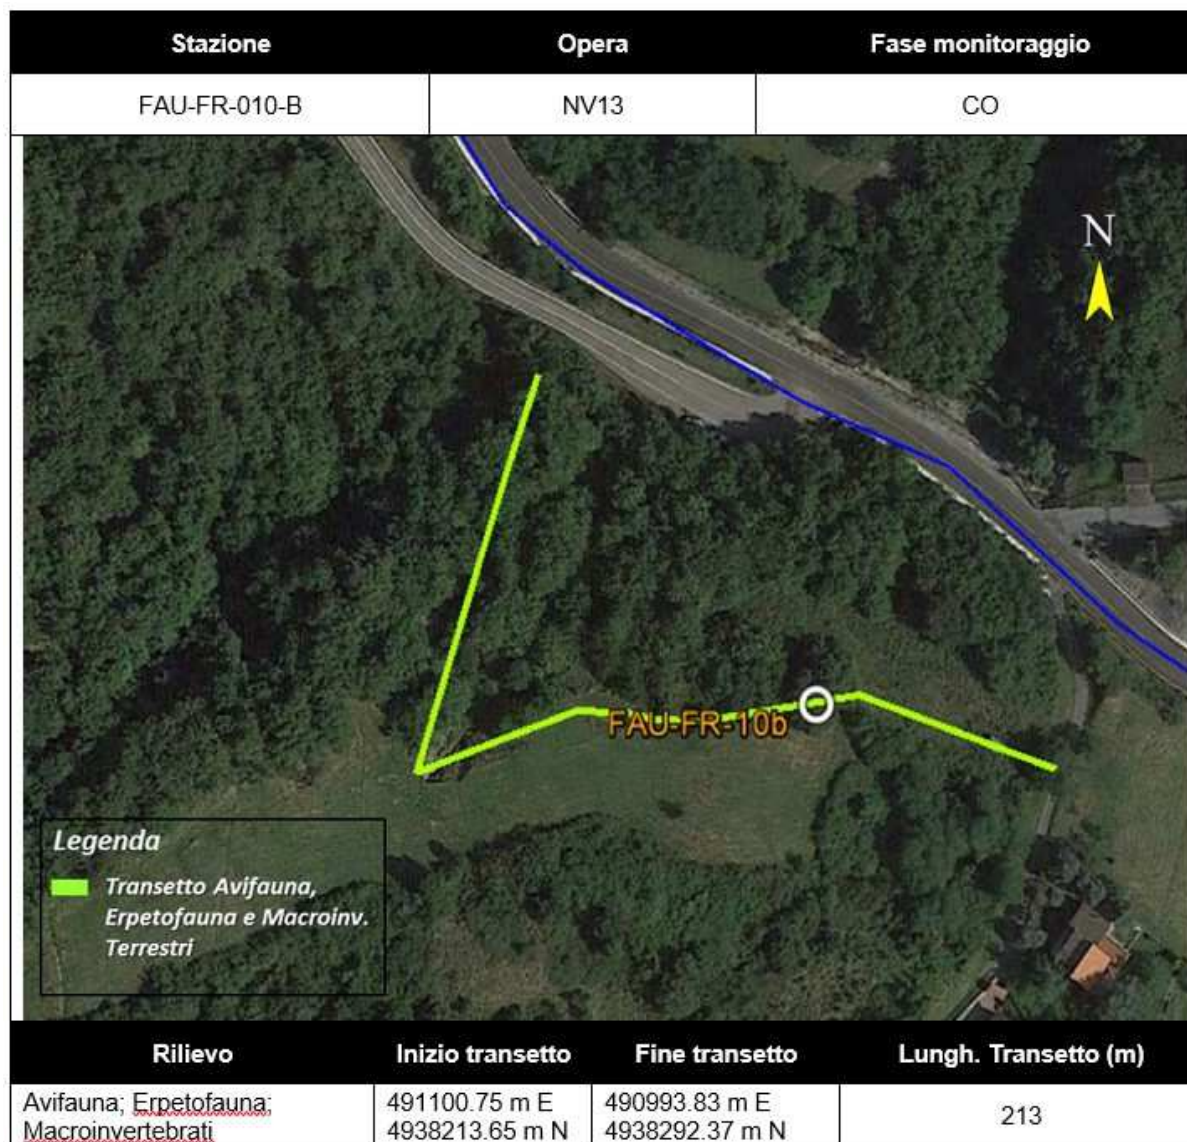 Stazione Opera Fase monitoraggio
FAU-FR-010-B NV13 CO
N
FAU-FR-10b
Legenda
Transetto Avifauna,
Erpetofauna e Macroinv.
Terrestri
Rilievo Inizio transetto Fine transetto Lungh. Transetto (m)
Avifauna; Erpetofauna; 491100.75 m E 490993.83 m E 213
Macroinvertebrati 4938213.65 m N 4938292.37 m N